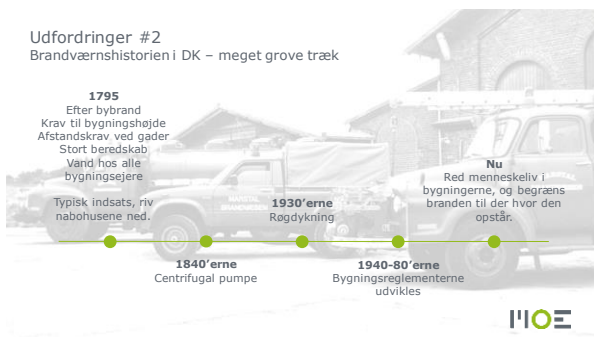 Udfordringer #2
Brandværnshistorien i DK – meget grove træk
1795
Efter bybrand
Krav til bygningshøjde
Afstandskrav ved gader
Stort beredskab
Vand hos alle
bygningsejere
Typisk indsats, riv
nabohusene ned.
1840’erne
Centrifugal pumpe
1930’erne
Røgdykning
1940-80’erne
Bygningsreglementerne
udvikles
Nu
Red menneskeliv i
bygningerne, og begræns
branden til der hvor den
opstår.
MARSTAL
BRANDVÆSEN
MOE